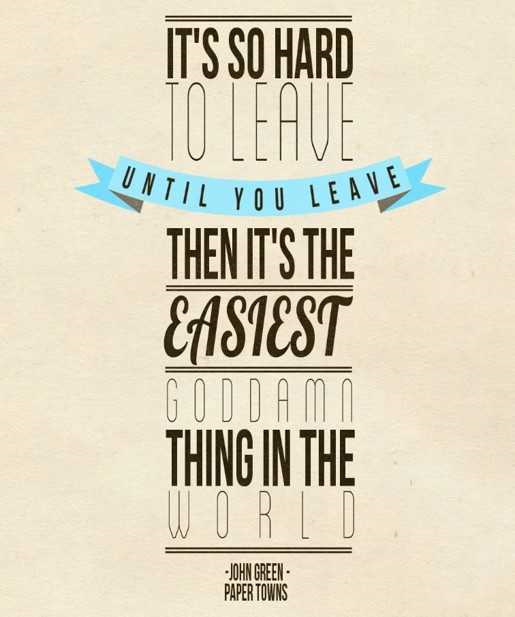 IT'S SO HARD
TO LEAVE
UNTIL YOU LEAVE
THEN IT'S THE
EASIEST
GODDAMN
THING IN THE
WORLD
-JOHN GREEN -
PAPER TOWNS